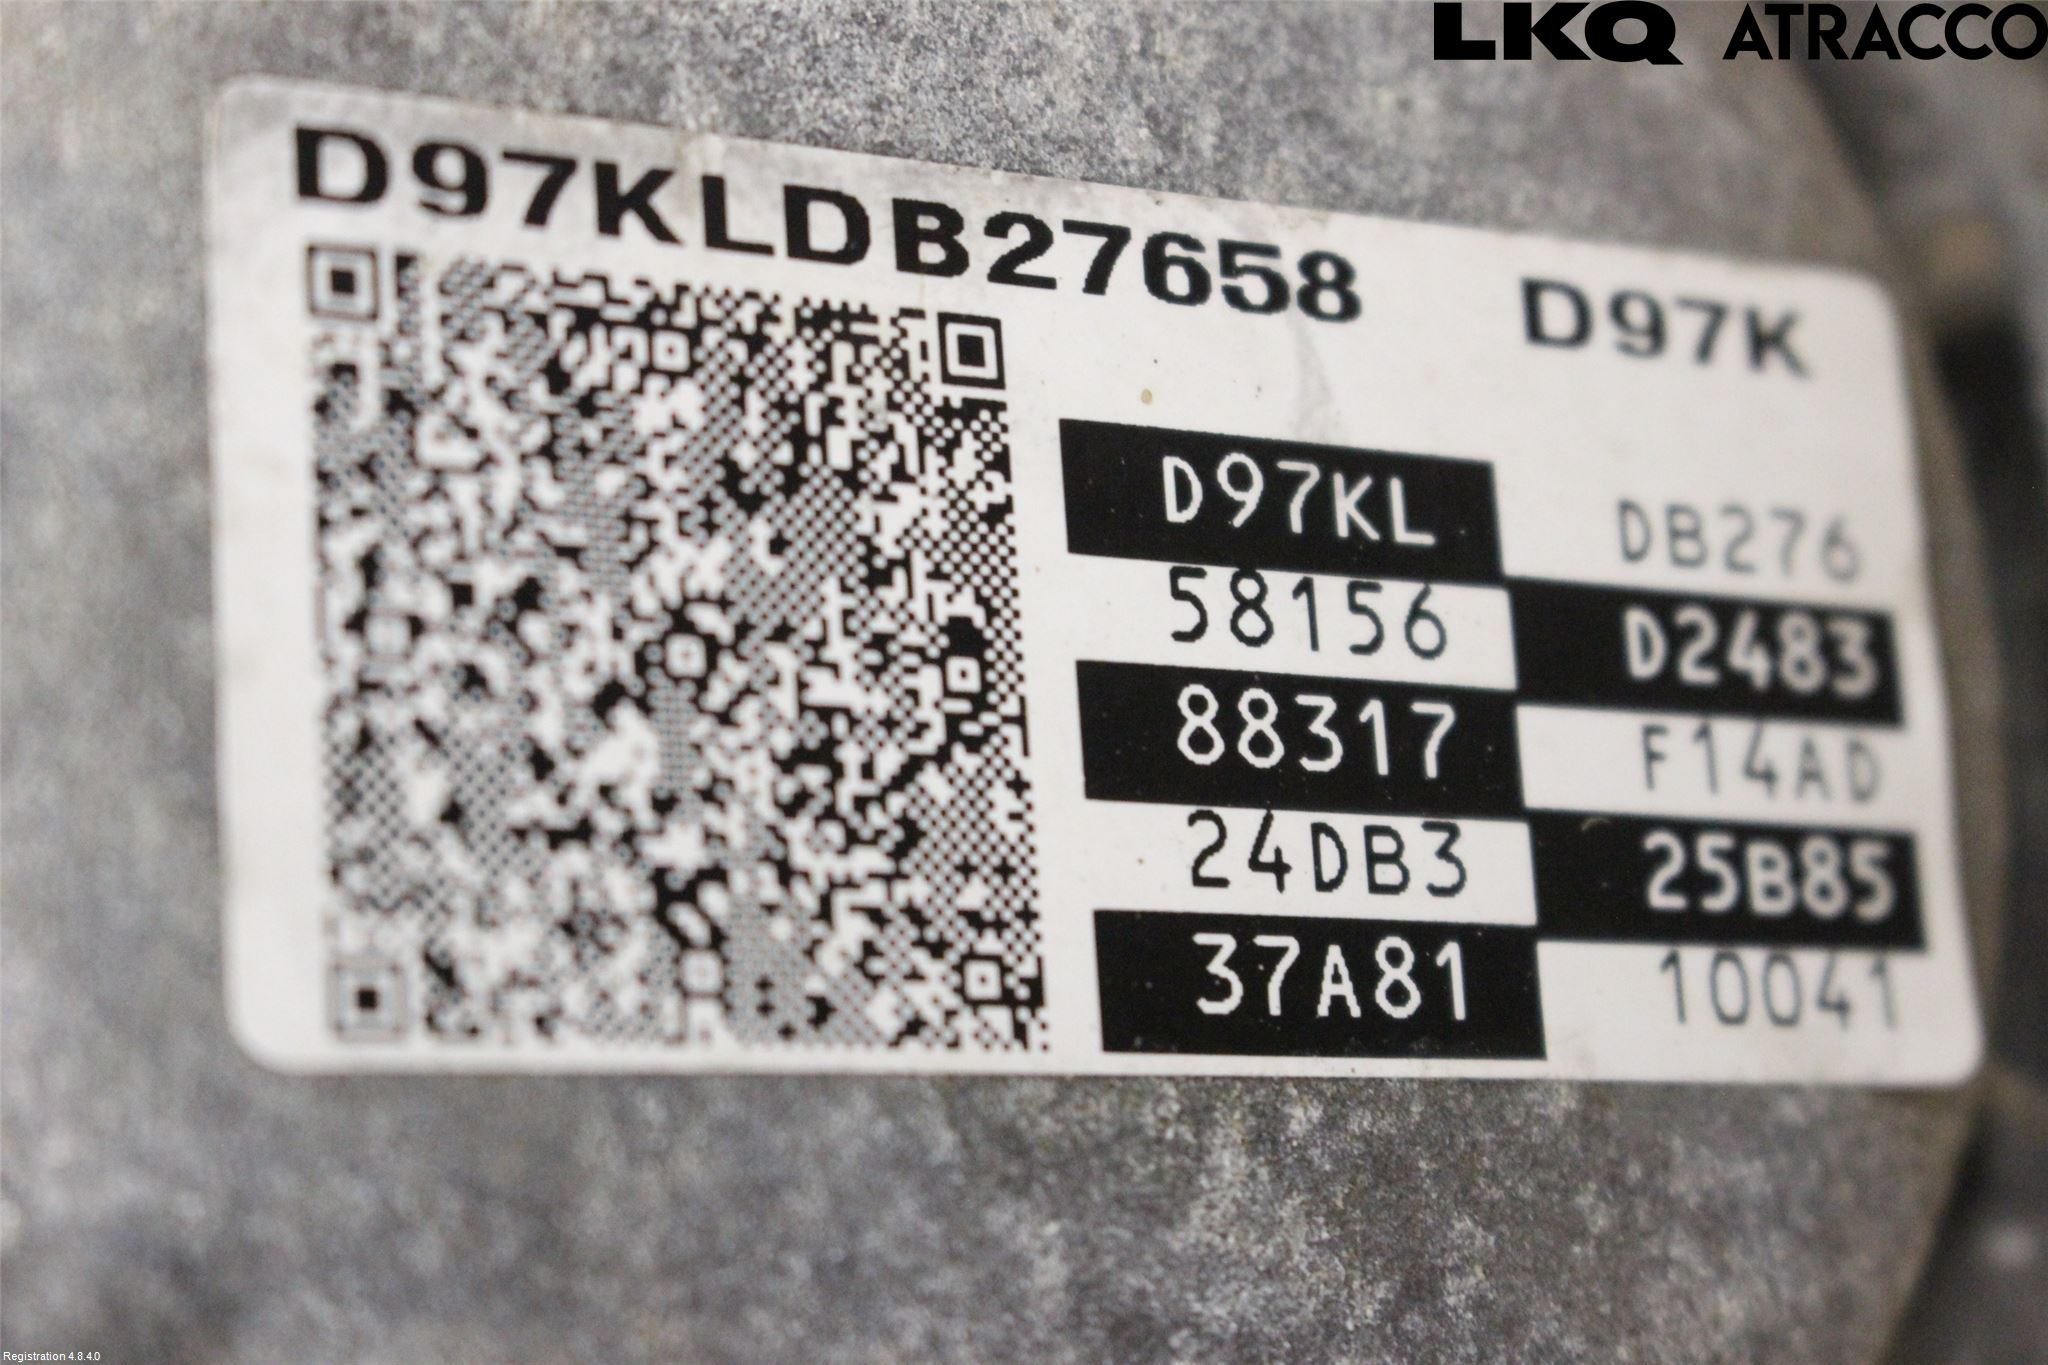 LKQ ATRACCO
D97KLDB27658 D97K
D97KL DB276
58156 D2483
88317 F14AD
24DB3 25B85
37A81 10041
Registration 4.8.4.0